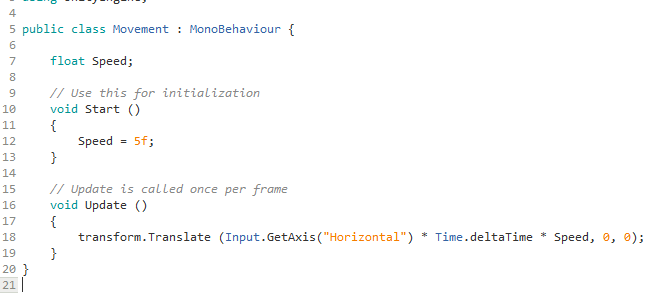 using UnityEngine;
4
5 public class Movement : MonoBehaviour {
6
7     float Speed;
8
9     // Use this for initialization
10     void Start ()
11     {
12         Speed = 5f;
13     }
14
15     // Update is called once per frame
16     void Update ()
17     {
18         transform.Translate (Input.GetAxis("Horizontal") * Time.deltaTime * Speed, 0, 0);
19     }
20 }
21